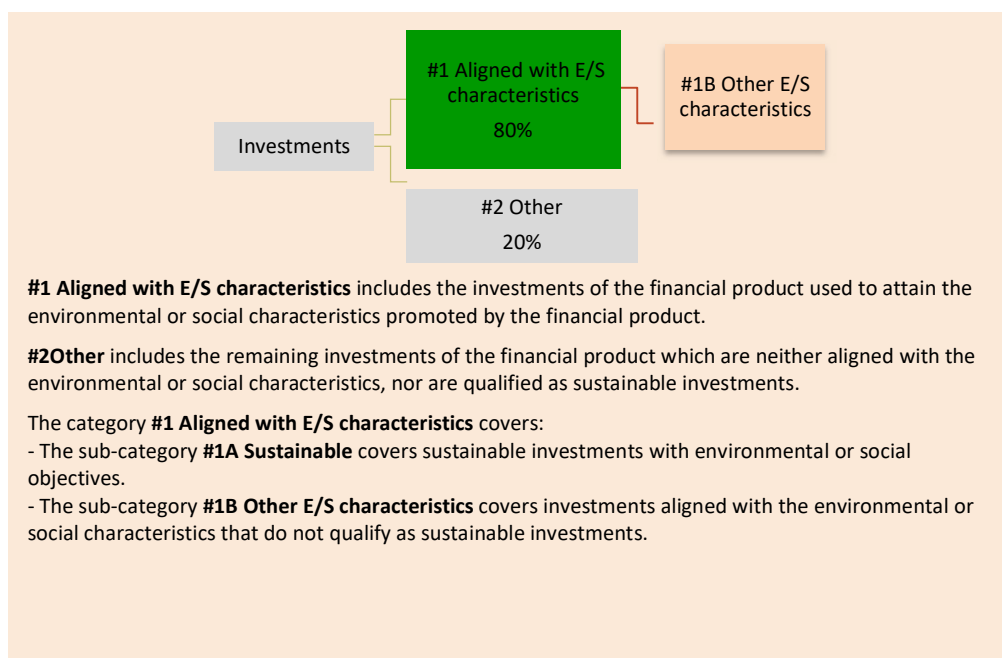 #1 Aligned with E/S
characteristics
80%
#1B Other E/S
characteristics
Investments
#2 Other
20%
#1 Aligned with E/S characteristics includes the investments of the financial product used to attain the
environmental or social characteristics promoted by the financial product.
#2Other includes the remaining investments of the financial product which are neither aligned with the
environmental or social characteristics, nor are qualified as sustainable investments.
The category #1 Aligned with E/S characteristics covers:
- The sub-category #1A Sustainable covers sustainable investments with environmental or social
objectives.
- The sub-category #1B Other E/S characteristics covers investments aligned with the environmental or
social characteristics that do not qualify as sustainable investments.